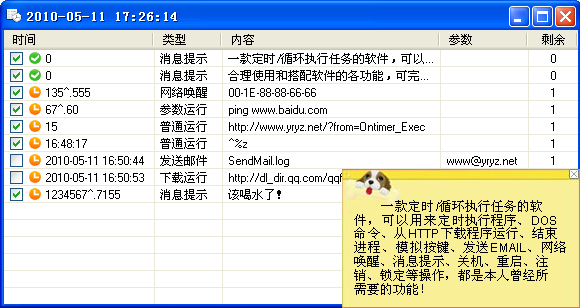 2010-05-11 17:26:14
时间 类型 内容 参数 剩余
0 消息提示 一款定时/循环执行任务的软件，可以... 0
0 消息提示 合理使用和搭配软件的各功能，可完... 0
135^.555 网络唤醒 00-1E-88-88-66-66 1
67^.60 参数运行 ping www.baidu.com 1
15 普通运行 http://www.yryz.net/?from=Ontimer_Exec 1
16:48:17 普通运行 ^%z 1
2010-05-11 16:50:44 发送邮件 SendMail.log www@yryz.net 1
2010-05-11 16:50:53 下载运行 http://dl_dir.qq.com/qqf
1234567^.7155 消息提示 该喝水了！
一款定时/循环执行任务的软
件，可以用来定时执行程序、DOS
命令、从HTTP下载程序运行、结束
进程、模拟按键、发送EMAIL、网络
唤醒、消息提示、关机、重启、注
销、锁定等操作，都是本人曾经所
需要的功能！